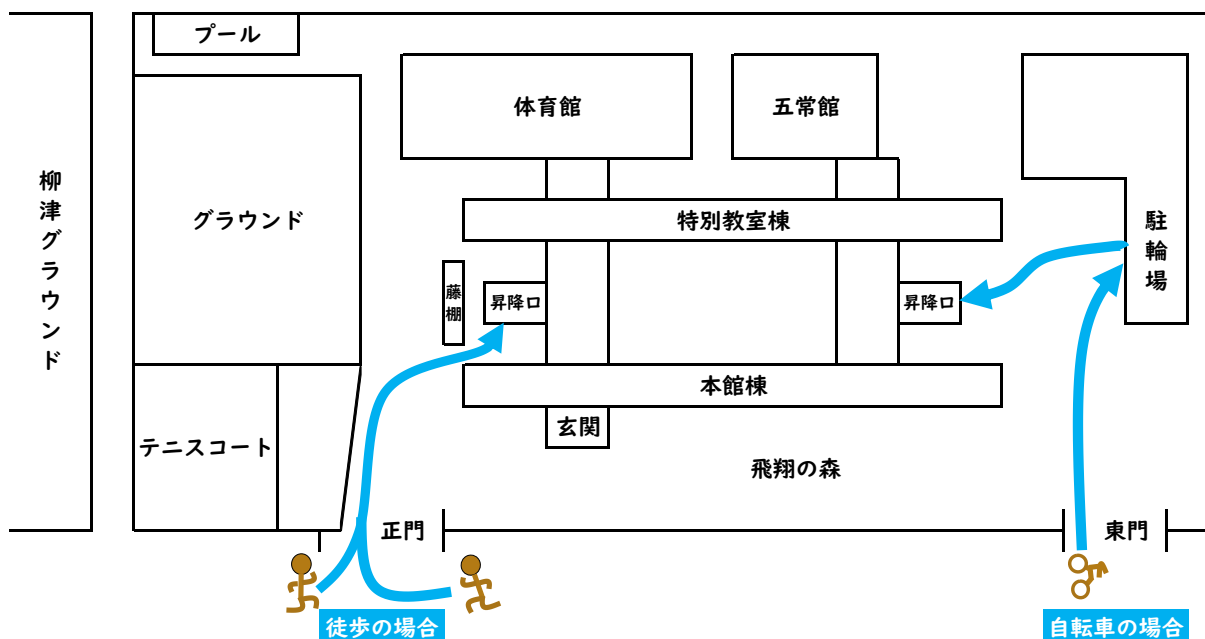 プール
体育館
五常館
柳津グラウンド
グラウンド
特別教室棟
駐輪場
藤棚
昇降口
昇降口
本館棟
玄関
テニスコート
飛翔の森
正門
東門
徒歩の場合
自転車の場合